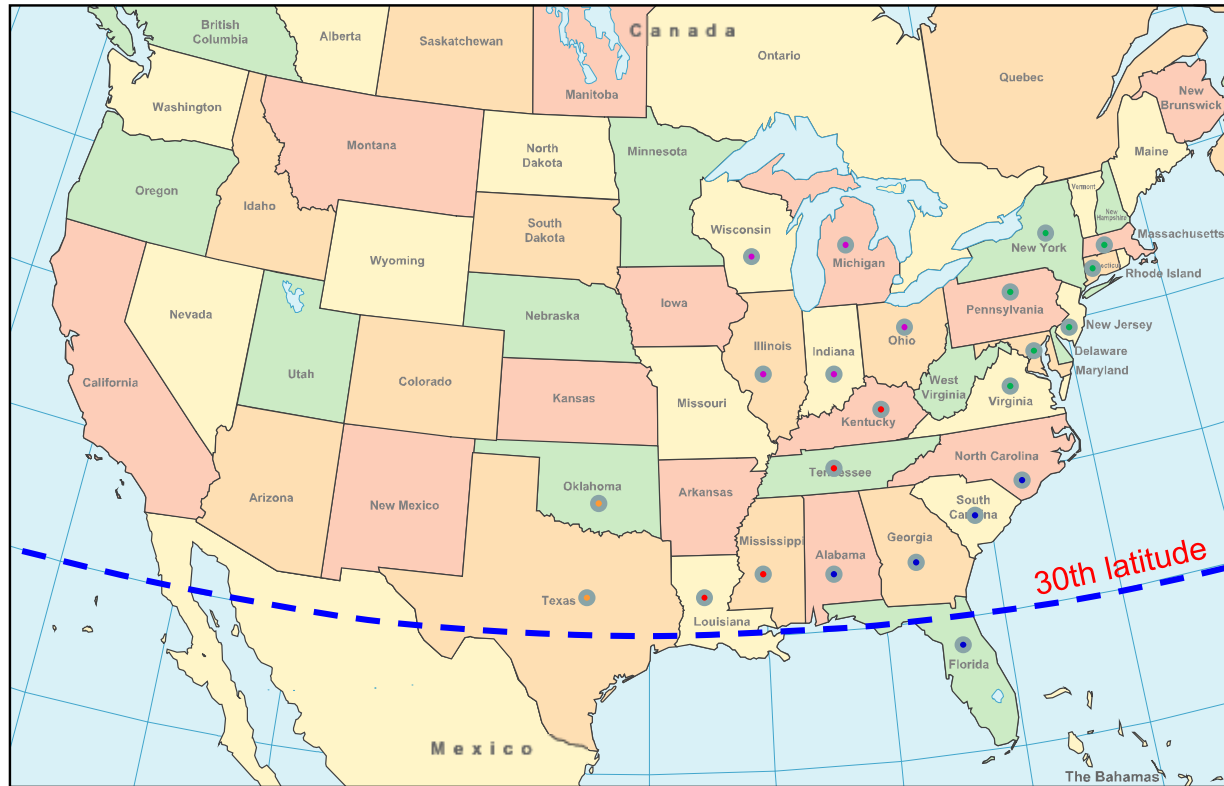 British
Columbia
Alberta
Saskatchewan
Manitoba
Canada
Ontario
Quebec
New
Brunswick
Washington
Montana
North
Dakota
Minnesota
Maine
Vermont
New
Hampshire
Oregon
Idaho
South
Dakota
Wisconsin
Michigan
New York
Massachusetts
Rhode Island
Wyoming
Iowa
Pennsylvania
Nevada
Nebraska
Illinois
Indiana
Ohio
New Jersey
Delaware
Maryland
Utah
Colorado
California
Kansas
Missouri
West
Virginia
Virginia
Kentucky
Arizona
New Mexico
Oklahoma
Arkansas
Tennessee
North Carolina
South
Carolina
Mississippi
Alabama
Georgia
30th latitude
Texas
Louisiana
Florida
Mexico
The Bahamas